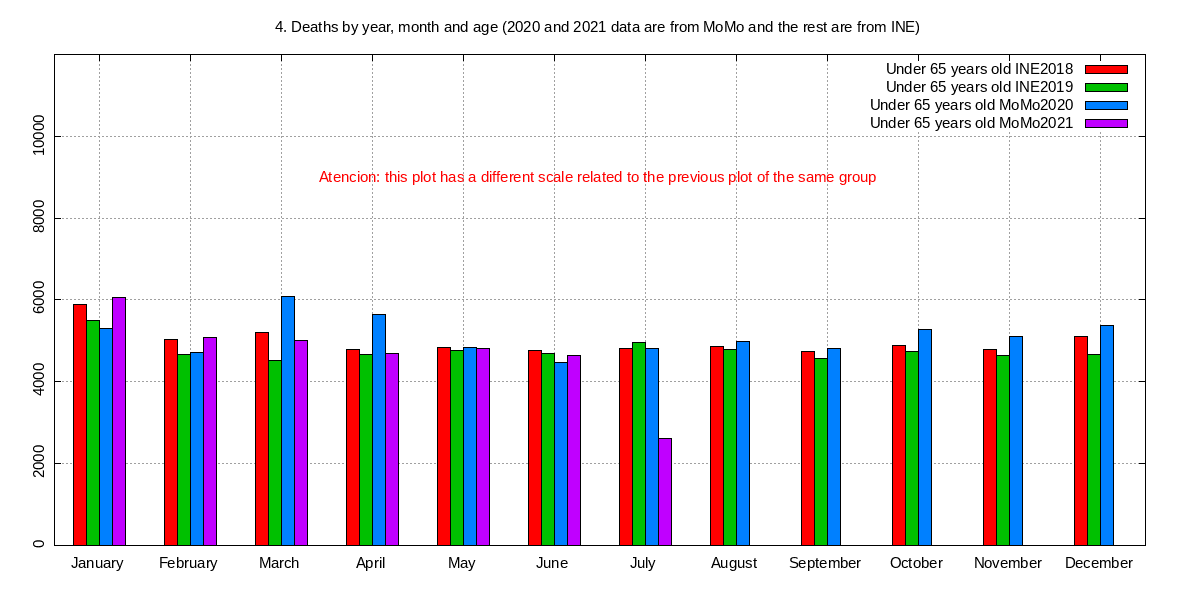 4. Deaths by year, month and age (2020 and 2021 data are from MoMo and the rest are from INE)
Under 65 years old INE2018
Under 65 years old INE2019
Under 65 years old MoMo2020
Under 65 years old MoMo2021
Atencion: this plot has a different scale related to the previous plot of the same group
10000
8000
6000
4000
2000
0
January February March April May June July August September October November December